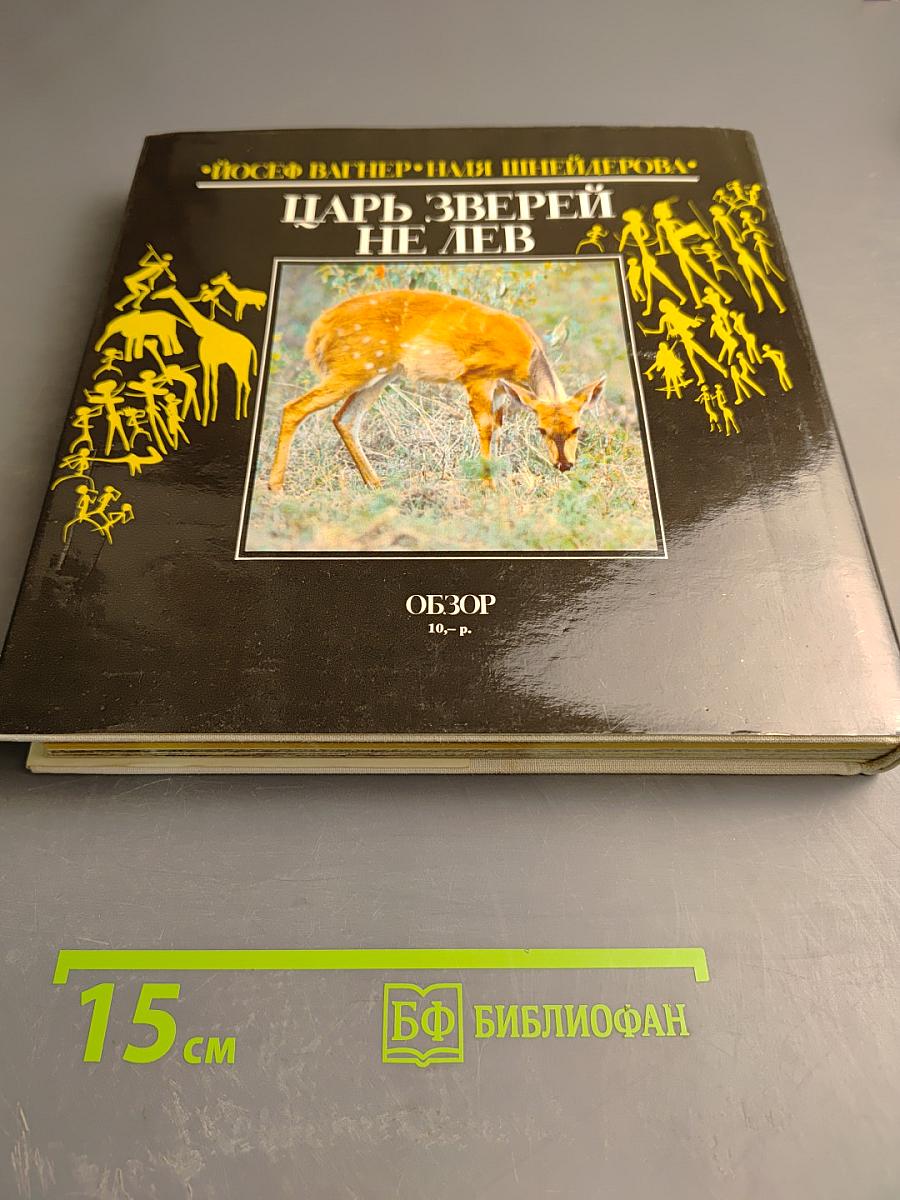 •ЙОСЕФ ВАГНЕР•НАДЯ ШНЕЙДЕРОВА•
ЦАРЬ ЗВЕРЕЙ
НЕ ЛЕВ
ОБЗОР
10,– р.
15 см
БФ БИБЛИОФАН